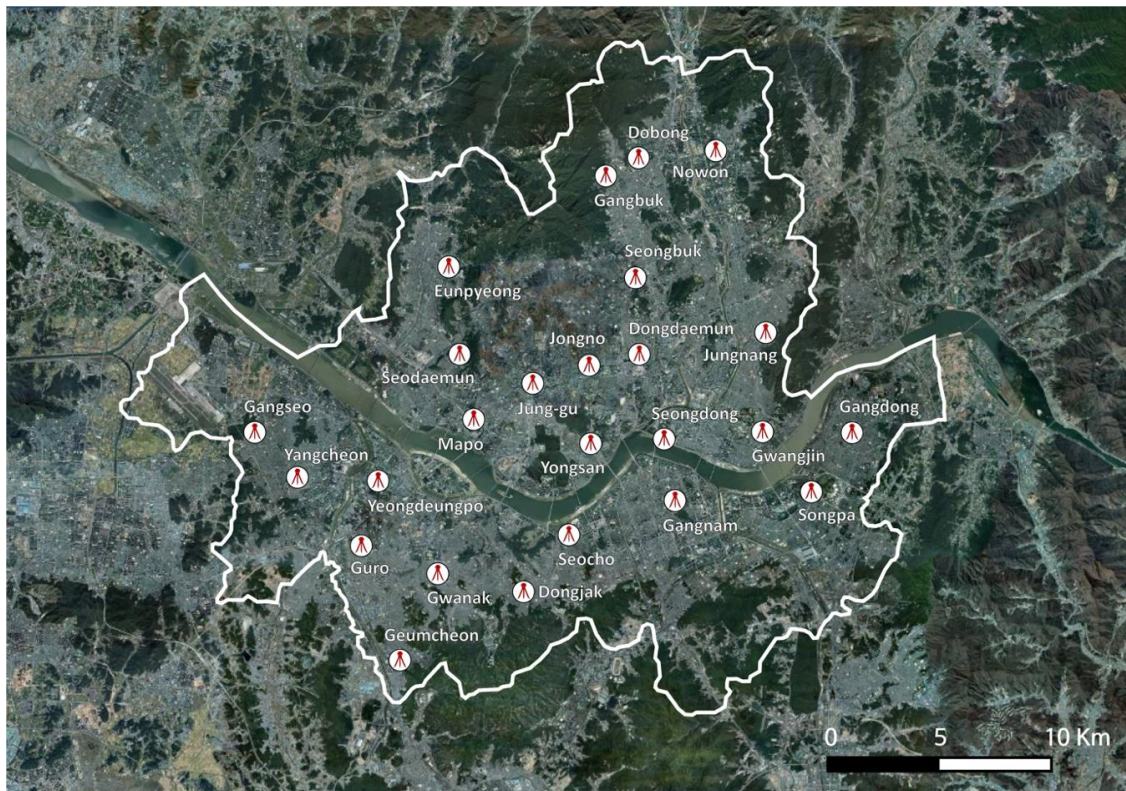 Dobong
Nowon
Gangbuk
Seongbuk
Eunpyeong
Jongno
Dongdaemun
Jungnang
Seodaemun
Jung-gu
Gangseo
Mapo
Seongdong
Gangdong
Yangcheon
Yongsan
Gwangjin
Yeongdeungpo
Gangnam
Songpa
Guro
Seocho
Gwanak
Dongjak
Geumcheon
0 5 10 Km